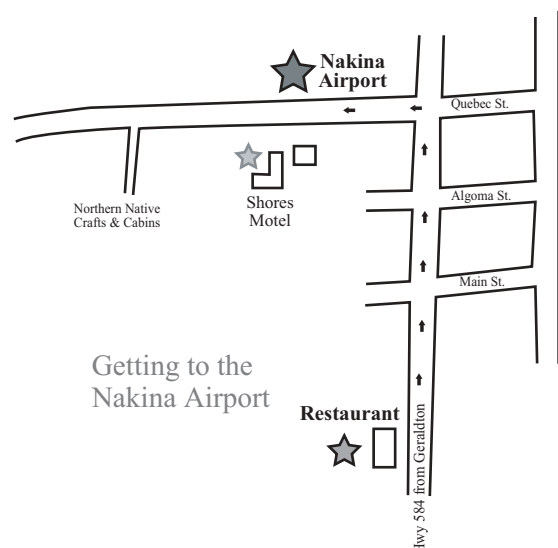 Nakina
Airport
Quebec St.
Northern Native
Crafts & Cabins
Shores
Motel
Algoma St.
Main St.
Getting to the
Nakina Airport
Restaurant
584 from Geraldton